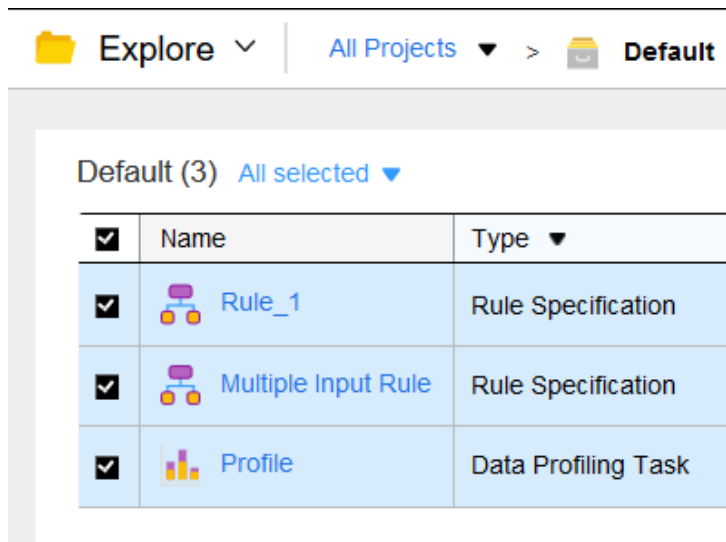 Explore All Projects > Default
Default (3) All selected
Name Type
Rule_1 Rule Specification
Multiple Input Rule Rule Specification
Profile Data Profiling Task